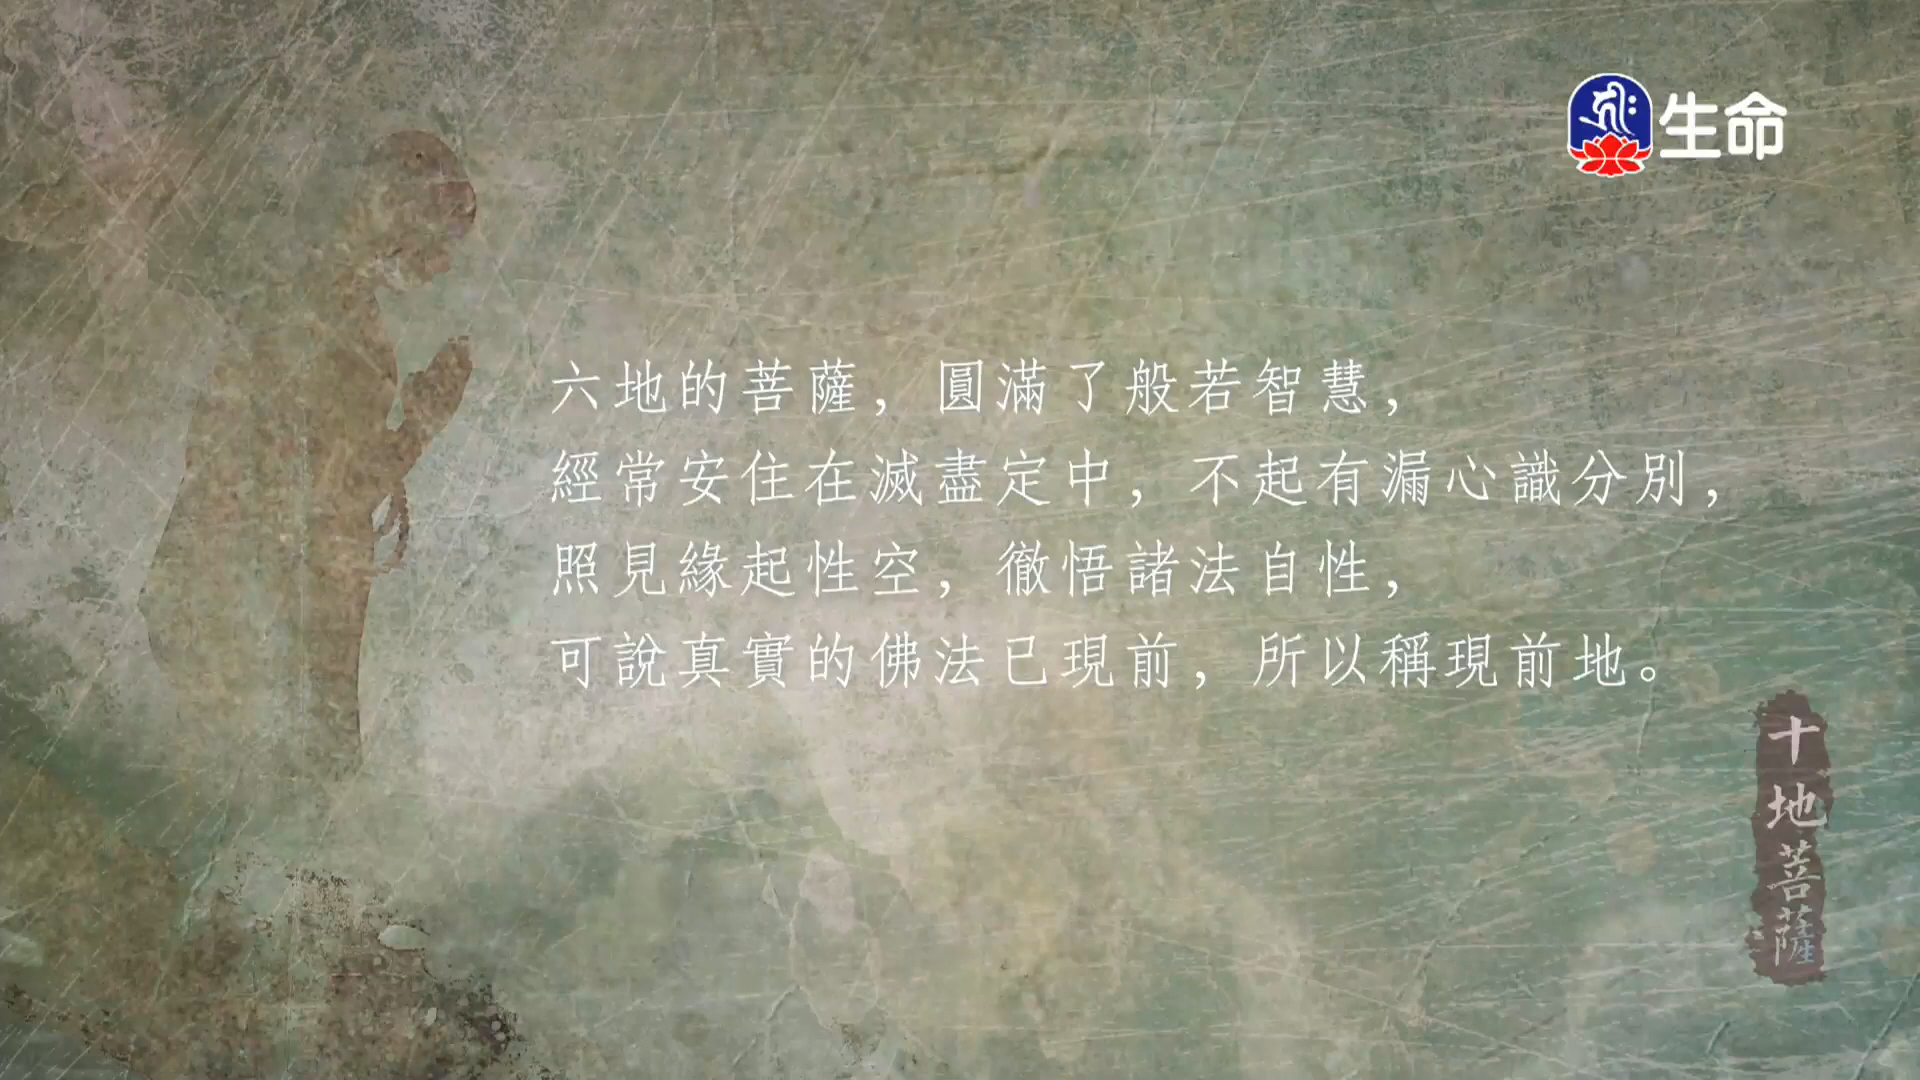 生命
六地的菩薩，圓滿了般若智慧，
經常安住在滅盡定中，不起有漏心識分別，
照見緣起性空，徹悟諸法自性，
可說真實的佛法已現前，所以稱現前地。
十地菩薩